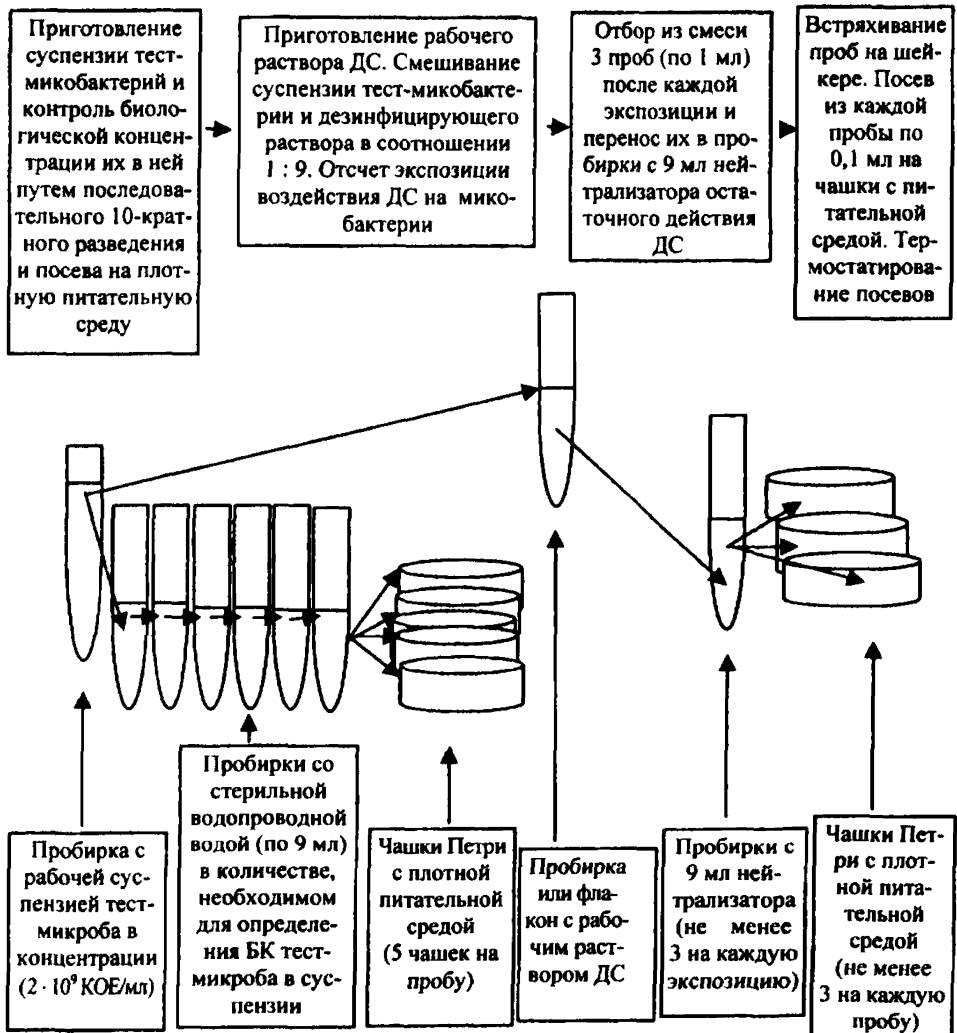 Приготовление
суспензии тест-
микобактерий и
контроль биоло-
гической концен-
трации их в ней
путем последова-
тельного 10-крат-
ного разведения
и посева на плот-
ную питательную
среду
Приготовление рабочего
раствора ДС. Смешивание
суспензии тест-микобакте-
рии и дезинфицирующего
раствора в соотношении
1 : 9. Отсчет экспозиции
воздействия ДС на мико-
бактерии
Отбор из смеси
3 проб (по 1 мл)
после каждой
экспозиции и
перенос их в про-
бирки с 9 мл ней-
трализатора оста-
точного действия
ДС
Встряхивание
проб на шей-
кере. Посев
из каждой
пробы по
0,1 мл на
чашки с пи-
тательной
средой. Тер-
мостатирова-
ние посевов
Пробирка с
рабочей сус-
пензией тест-
микроба в
концентрации
(2 · 10⁹ КОЕ/мл)
Пробирки со
стерильной
водопроводной
водой (по 9 мл)
в количестве,
необходимом
для определе-
ния БК тест-
микроба в сус-
пензии
Чашки Петри
с плотной
питательной
средой
(5 чашек на
пробу)
Пробирка
или фла-
кон с рабо-
чим раст-
вором ДС
Пробирки с
9 мл ней-
трализатора
(не менее
3 на каждую
экспозицию)
Чашки Пет-
ри с плот-
ной пита-
тельной
средой
(не менее
3 на каждую
пробу)